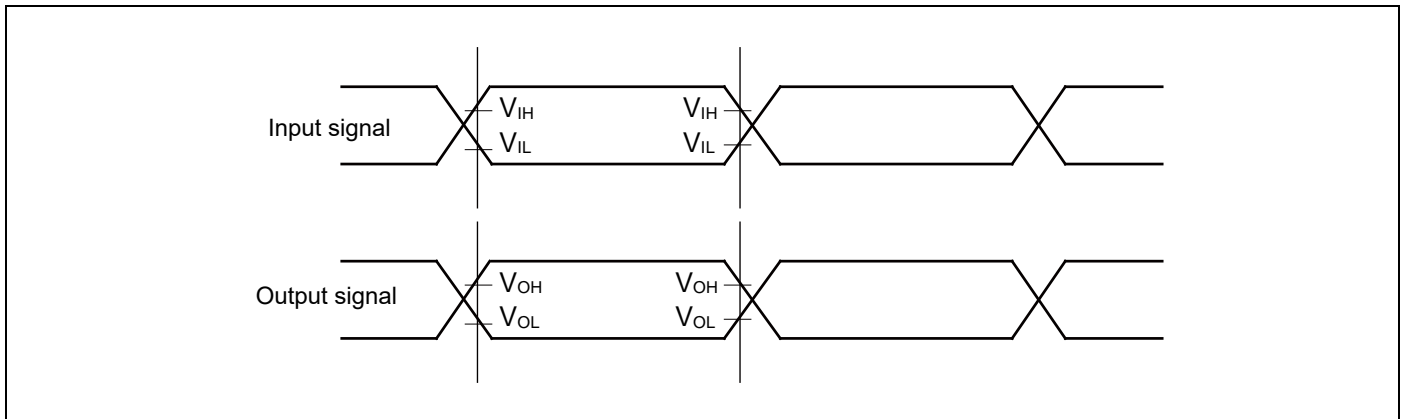 VIH VIH
Input signal
VIL VIL
VOH VOH
Output signal
VOL VOL